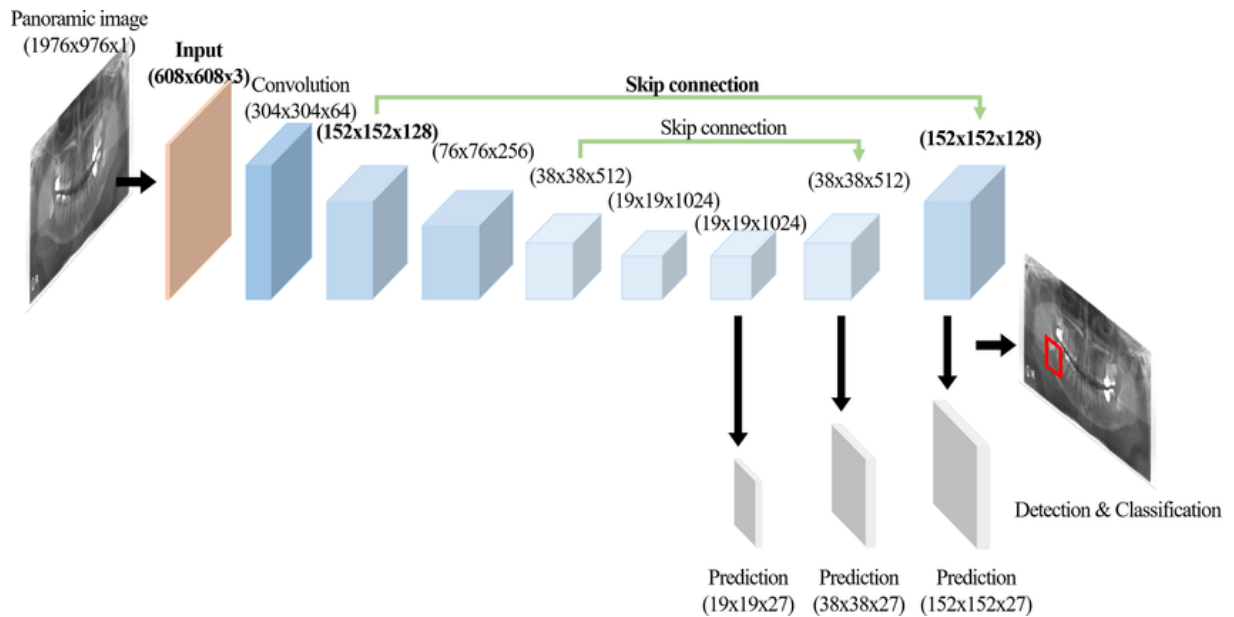 Panoramic image
(1976x976x1)
Input
(608x608x3)
Convolution
(304x304x64)
(152x152x128)
(76x76x256)
(38x38x512)
(19x19x1024)
(19x19x1024)
(38x38x512)
(152x152x128)
Skip connection
Skip connection
Prediction
(19x19x27)
Prediction
(38x38x27)
Prediction
(152x152x27)
Detection & Classification